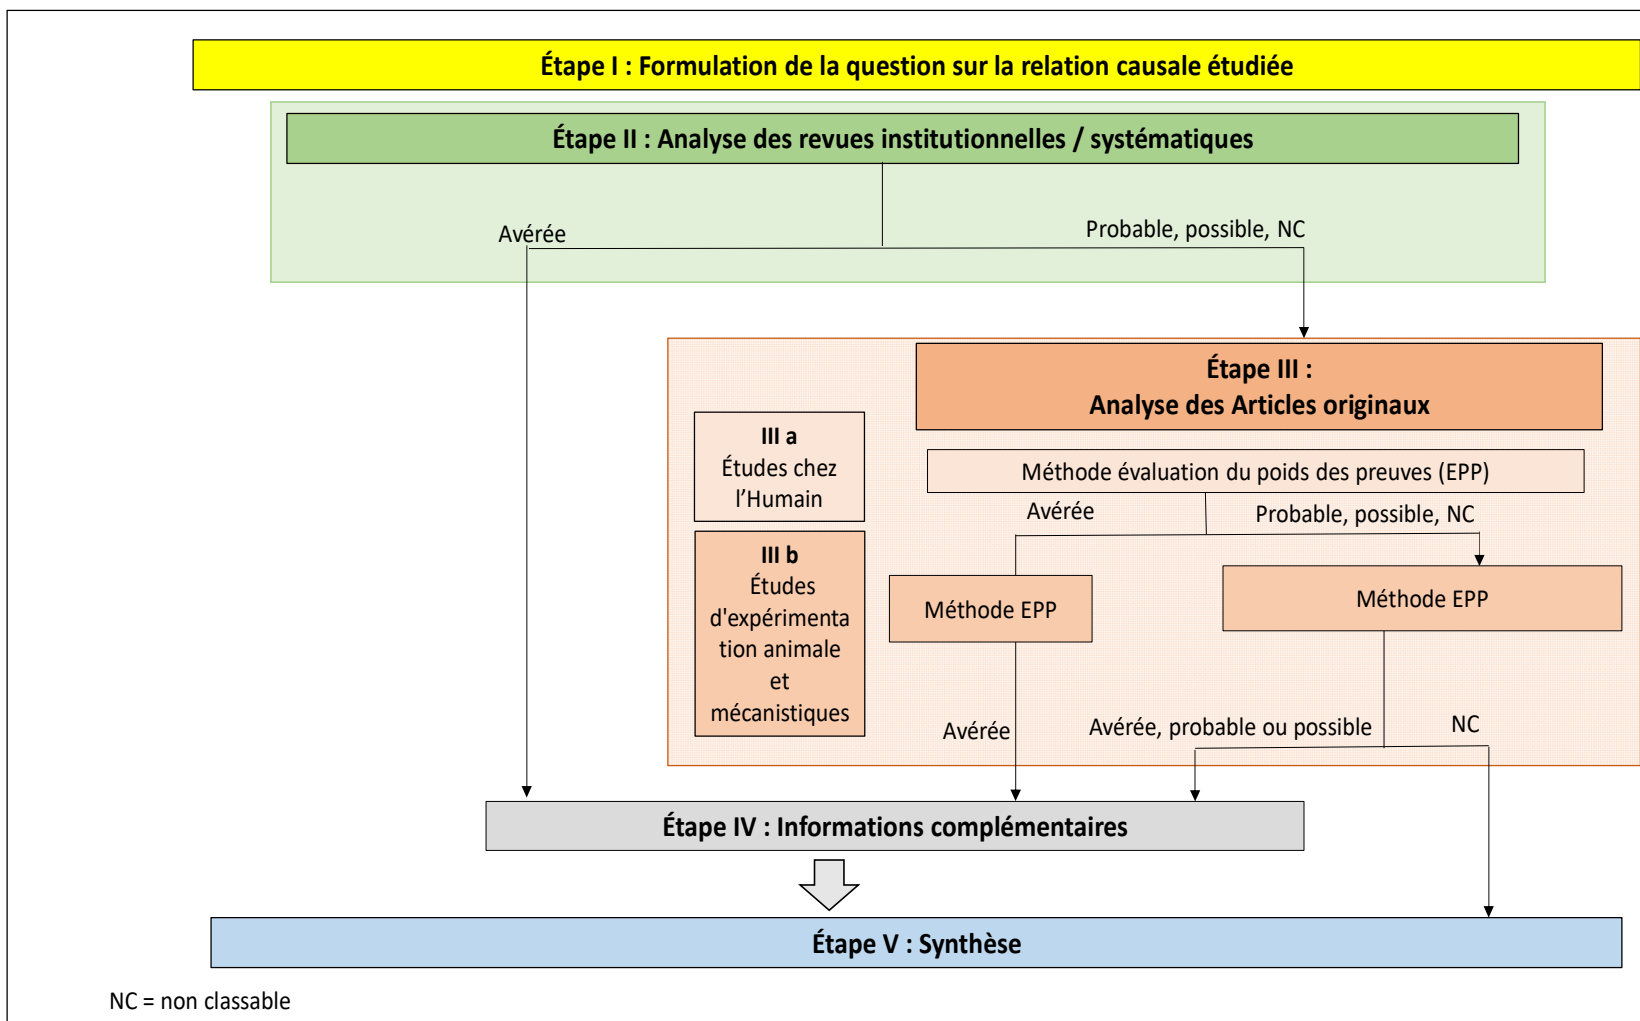 Étape I : Formulation de la question sur la relation causale étudiée
Étape II : Analyse des revues institutionnelles / systématiques
Avérée
Probable, possible, NC
Étape III :
Analyse des Articles originaux
III a
Études chez
l'Humain
Méthode évaluation du poids des preuves (EPP)
Avérée
Probable, possible, NC
III b
Études
d'expérimenta
tion animale
et
mécanistiques
Méthode EPP
Méthode EPP
Avérée
Avérée, probable ou possible
NC
Étape IV : Informations complémentaires
Étape V : Synthèse
NC = non classable